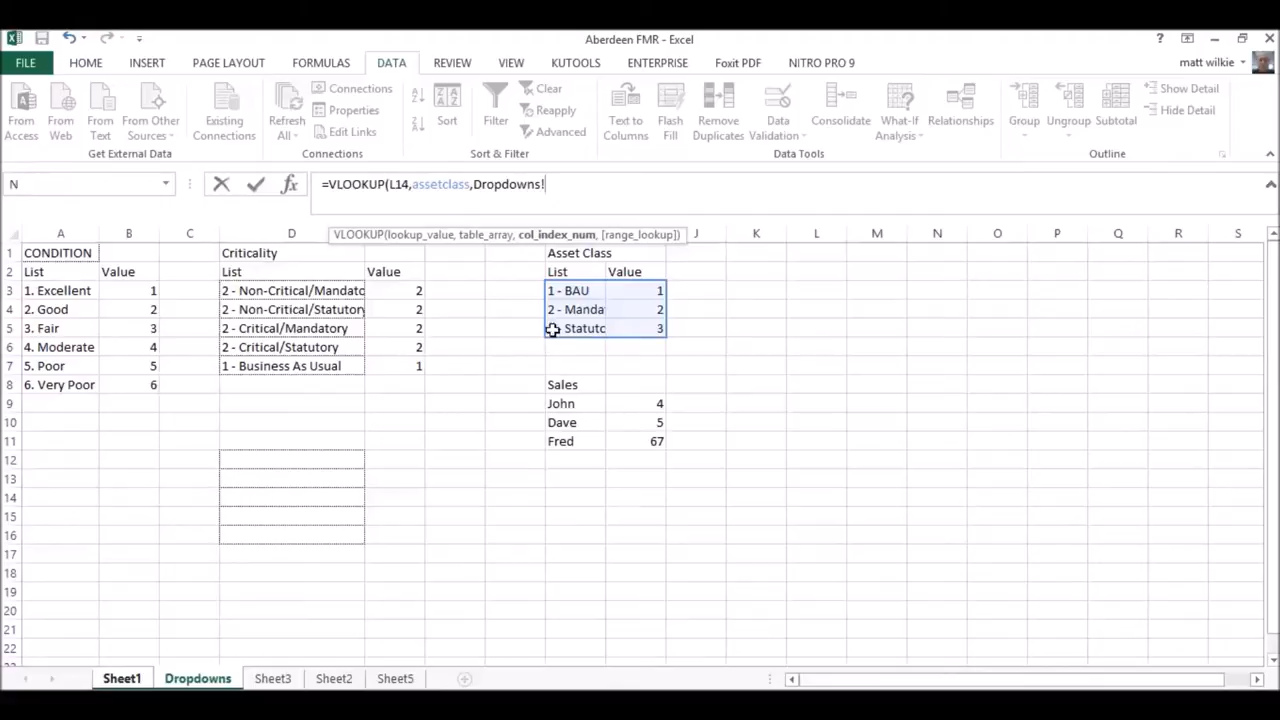 Aberdeen FMR - Excel
?
FILE HOME INSERT PAGE LAYOUT FORMULAS DATA REVIEW VIEW KUTOOLS ENTERPRISE Foxit PDF NITRO PRO 9 matt wilkie
From Access
From Web
From Text
From Other Sources
Existing Connections
Get External Data
Refresh All
Connections
Properties
Edit Links
Connections
Sort
Filter
Clear
Reapply
Advanced
Sort & Filter
Text to Columns
Flash Fill
Remove Duplicates
Data Validation
Consolidate
What-If Analysis
Relationships
Data Tools
Group
Ungroup
Subtotal
Show Detail
Hide Detail
Outline
N fx =VLOOKUP(L14,assetclass,Dropdowns!
VLOOKUP(lookup_value, table_array, col_index_num, [range_lookup])
A B C D J K L M N O P Q R S
1 CONDITION Criticality Asset Class
2 List Value List Value List Value
3 1. Excellent 1 2 - Non-Critical/Mandato 2 1 - BAU 1
4 2. Good 2 2 - Non-Critical/Statutory 2 2 - Manda 2
5 3. Fair 3 2 - Critical/Mandatory 2 Statuto 3
6 4. Moderate 4 2 - Critical/Statutory 2
7 5. Poor 5 1 - Business As Usual 1
8 6. Very Poor 6 Sales
9 John 4
10 Dave 5
11 Fred 67
12
13
14
15
16
17
18
19
20
21
22
Sheet1 Dropdowns Sheet3 Sheet2 Sheet5